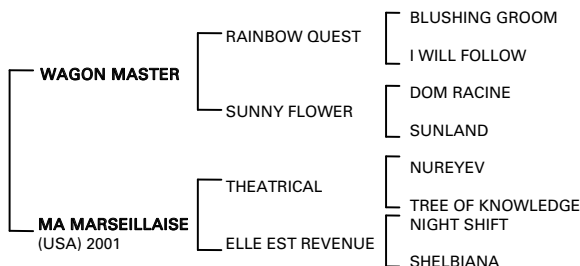 BLUSHING GROOM
RAINBOW QUEST
I WILL FOLLOW
WAGON MASTER
DOM RACINE
SUNNY FLOWER
SUNLAND
NUREYEV
THEATRICAL
TREE OF KNOWLEDGE
MA MARSEILLAISE
(USA) 2001
NIGHT SHIFT
ELLE EST REVENUE
SHELBIANA